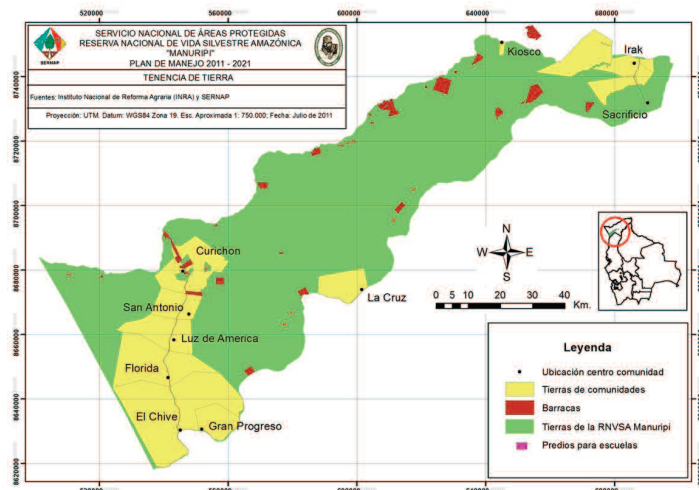 520000
560000
600000
640000
680000
SERVICIO NACIONAL DE ÁREAS PROTEGIDAS
RESERVA NACIONAL DE VIDA SILVESTRE AMAZÓNICA
"MANURIPI"
PLAN DE MANEJO 2011 - 2021
SERNAP
TENENCIA DE TIERRA
Fuentes: Instituto Nacional de Reforma Agraria (INRA) y SERNAP
Proyección: UTM. Datum: WGS84 Zona 19. Esc. Aproximada 1: 750.000; Fecha: Julio de 2011
Kiosco
Irak
Sacrificio
8740000
8740000
8720000
8700000
8700000
8680000
8660000
8640000
8620000
Curichon
San Antonio
Luz de America
Florida
El Chive
Gran Progreso
La Cruz
N
W
E
S
0
10
20
30
40
Km.
Leyenda
Ubicación centro comunidad
Tierras de comunidades
Barracas
Tierras de la RNVSA Manuripi
Predios para escuelas